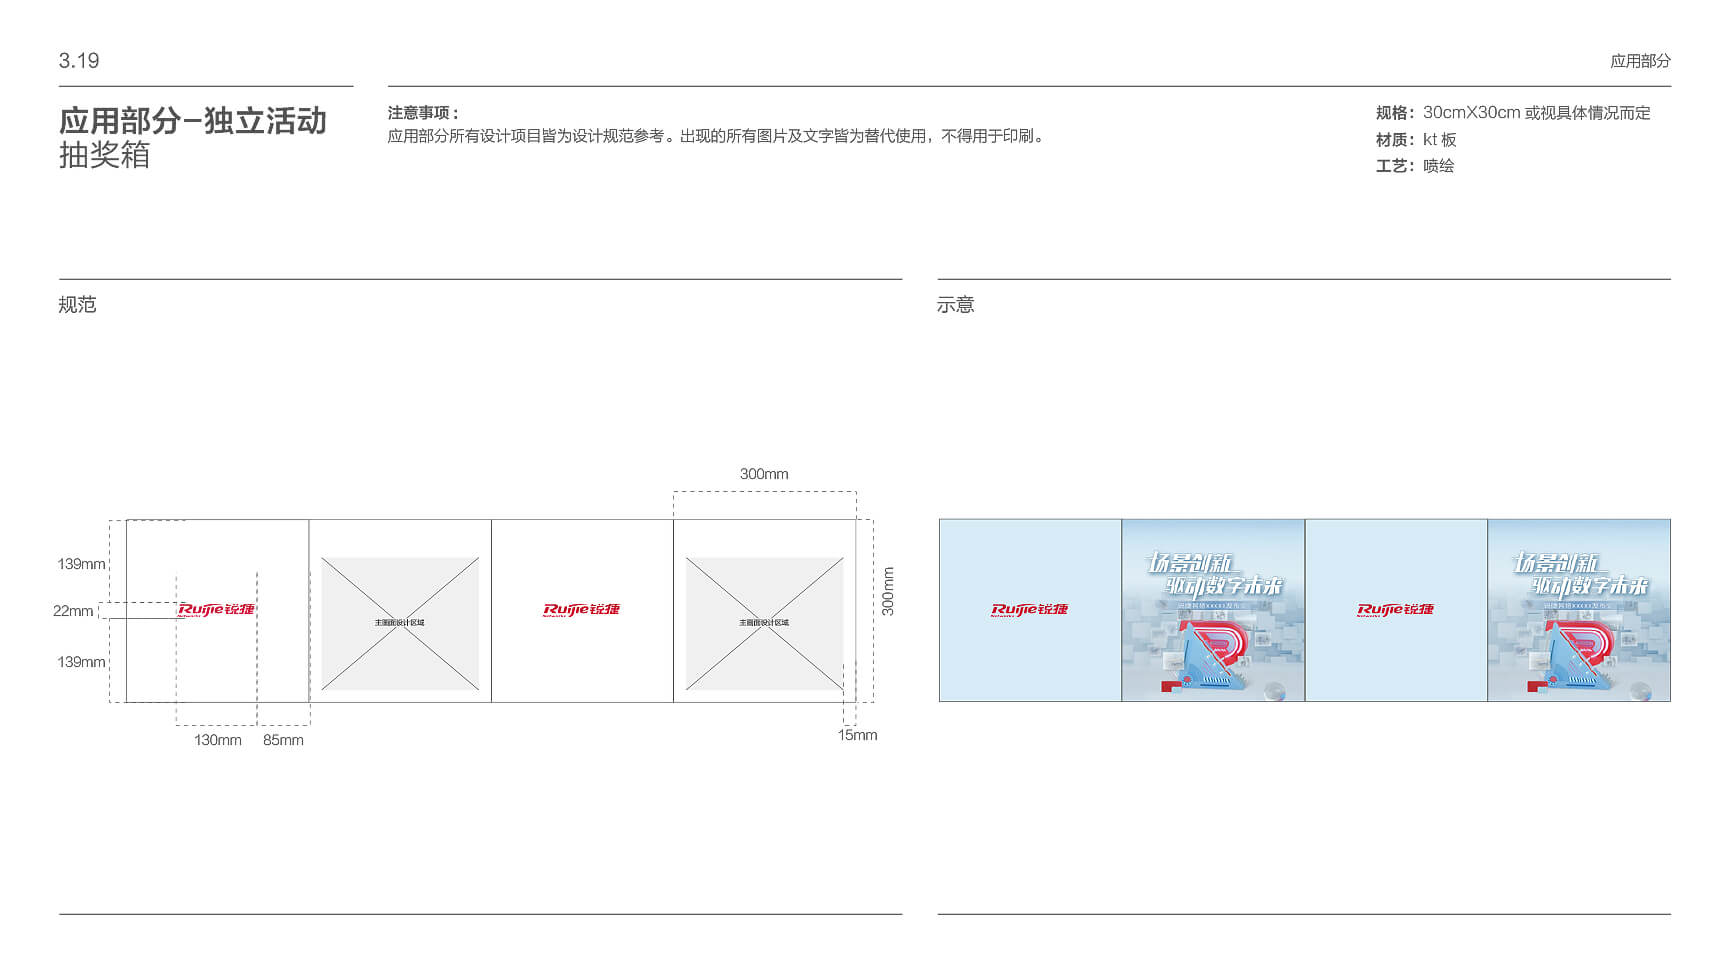 3.19
应用部分
应用部分-独立活动
抽奖箱
注意事项：
应用部分所有设计项目皆为设计规范参考。出现的所有图片及文字皆为替代使用，不得用于印刷。
规格：30cmX30cm 或视具体情况而定
材质：kt 板
工艺：喷绘
规范
示意
300mm
139mm
22mm
139mm
130mm
85mm
300mm
15mm
Ruijie锐捷
Networks
主画面设计区域
Ruijie锐捷
Networks
主画面设计区域
Ruijie锐捷
Networks
场景创新
驱动数字未来
Ruijie锐捷
Networks
场景创新
驱动数字未来